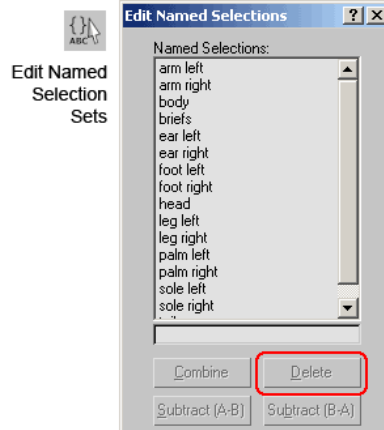 {}
ABC
Edit Named
Selection
Sets
Edit Named Selections
? X
Named Selections:
arm left
arm right
body
briefs
ear left
ear right
foot left
foot right
head
leg left
leg right
palm left
palm right
sole left
sole right
Combine
Delete
Subtract (A-B)
Subtract (B-A)